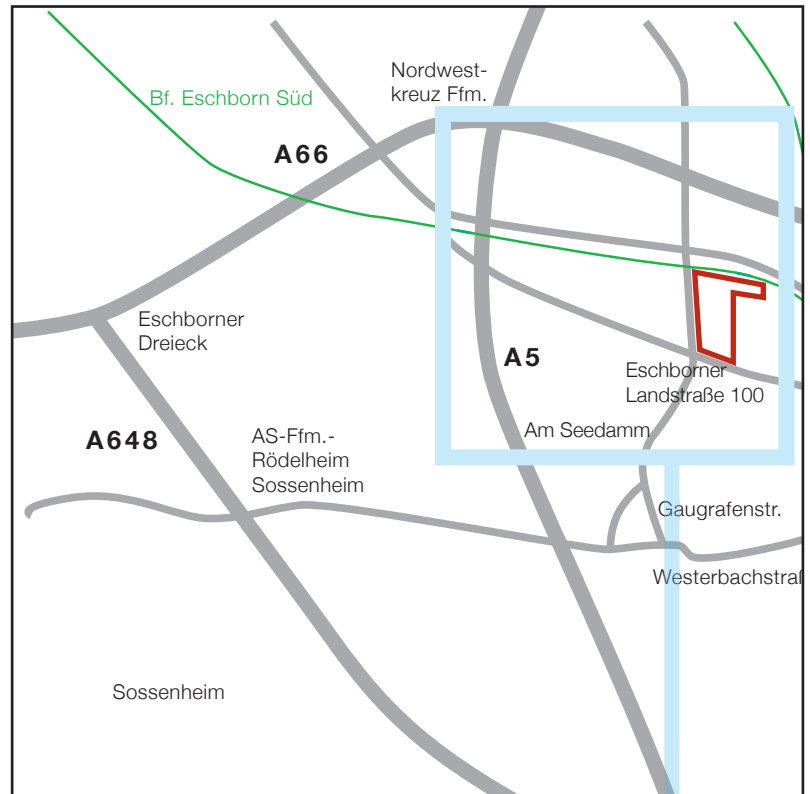 Nordwest-
kreuz Ffm.
Bf. Eschborn Süd
A66
Eschborner
Dreieck
A5
Eschborner
Landstraße 100
A648
AS-Ffm.-
Rödelheim
Sossenheim
Am Seedamm
Gaugrafenstr.
Westerbachstraß
Sossenheim